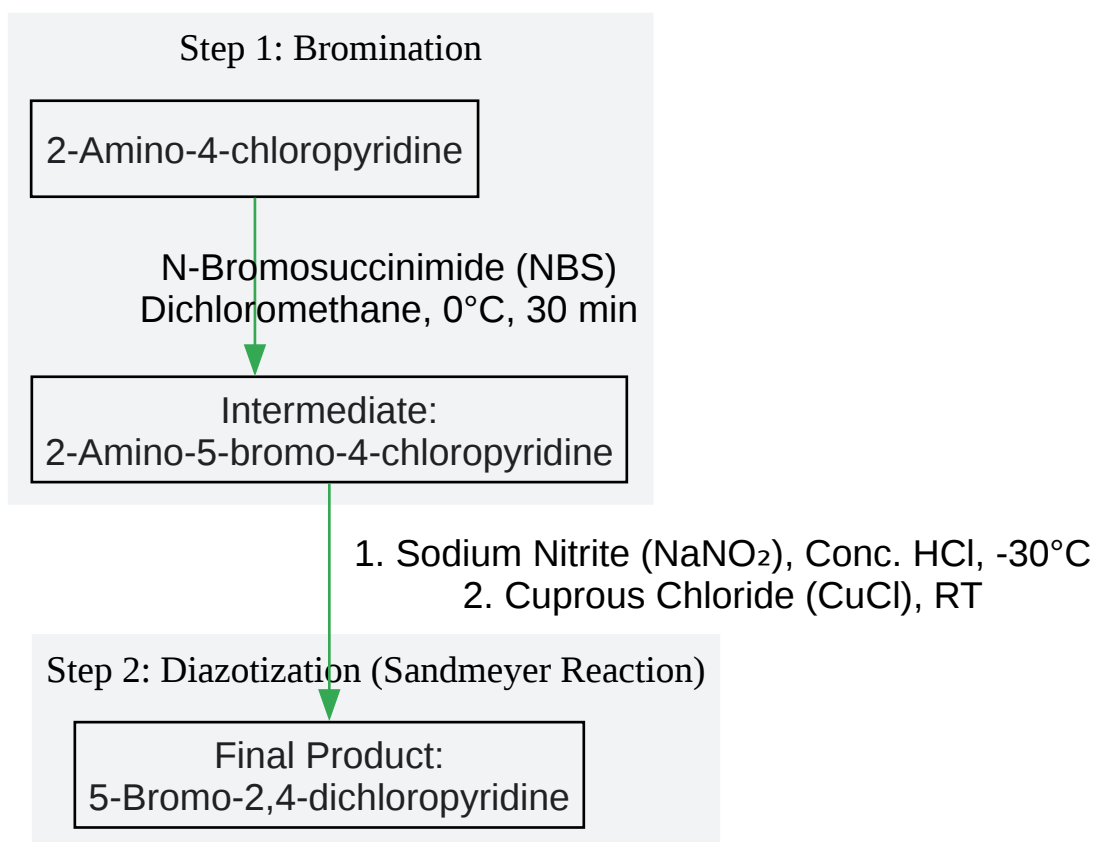 Step 1: Bromination
2-Amino-4-chloropyridine
N-Bromosuccinimide (NBS)
Dichloromethane, 0°C, 30 min
Intermediate:
2-Amino-5-bromo-4-chloropyridine
1. Sodium Nitrite (NaNO₂), Conc. HCl, -30°C
2. Cuprous Chloride (CuCl), RT
Step 2: Diazotization (Sandmeyer Reaction)
Final Product:
5-Bromo-2,4-dichloropyridine